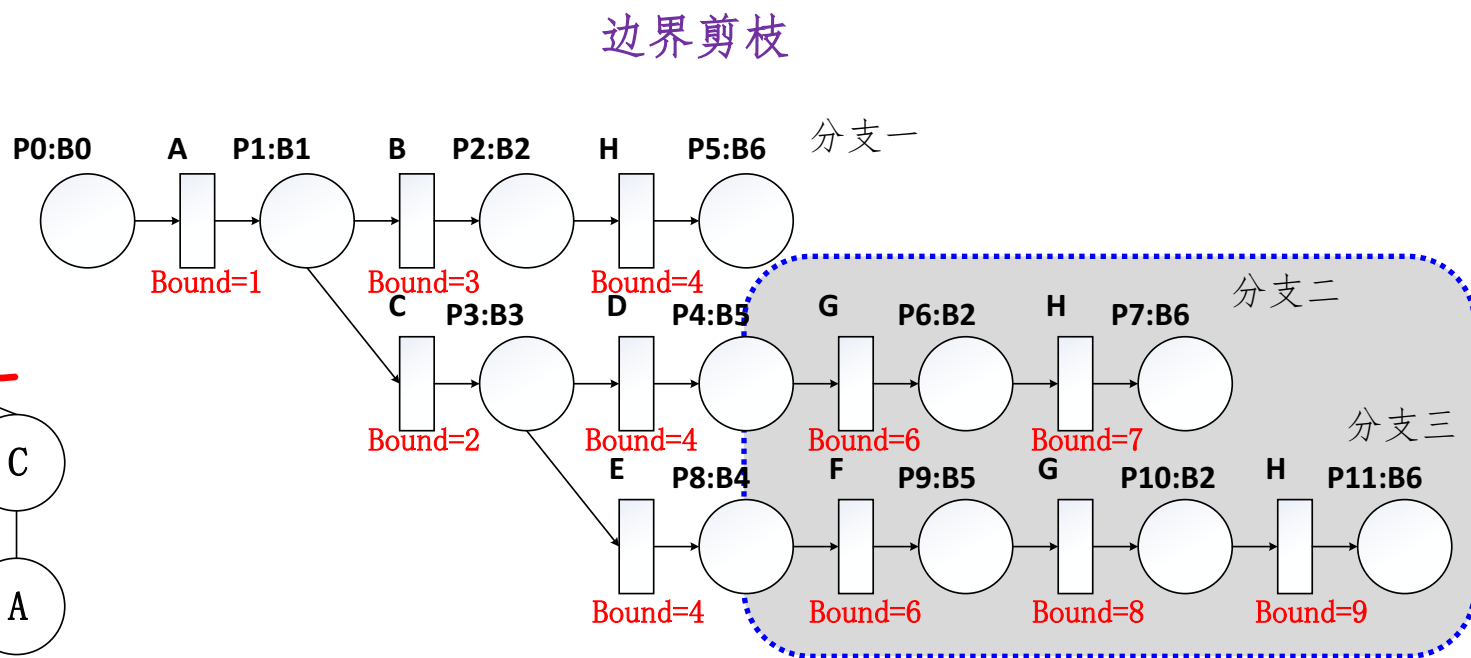 边界剪枝
P0:B0 A P1:B1 B P2:B2 H P5:B6 分支一
Bound=1 Bound=3 Bound=4
分支二
C P3:B3 D P4:B5 G P6:B2 H P7:B6
Bound=2 Bound=4 Bound=6 Bound=7
分支三
E P8:B4 F P9:B5 G P10:B2 H P11:B6
Bound=4 Bound=6 Bound=8 Bound=9
C
A